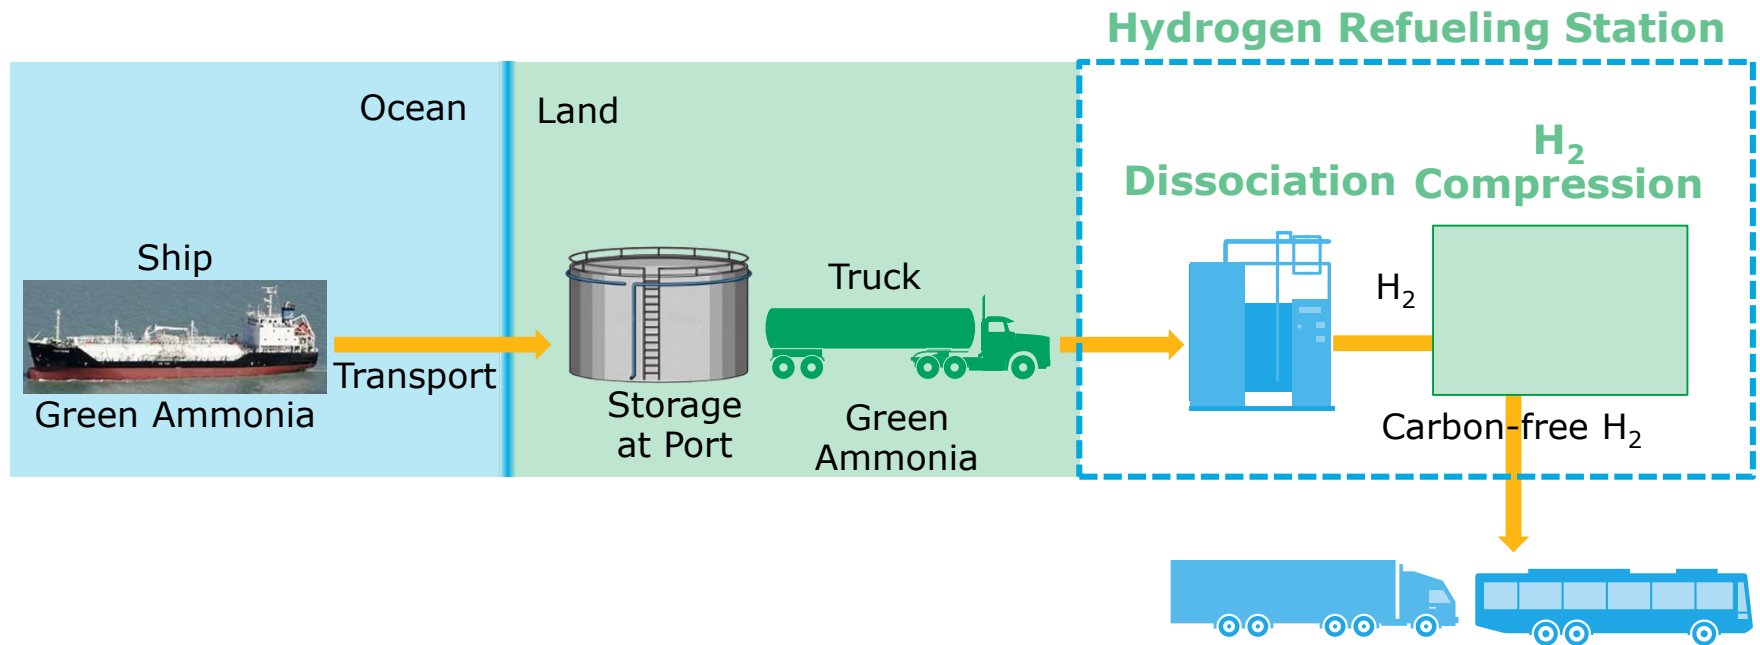 Hydrogen Refueling Station
Ocean
Land
H₂
Compression
Dissociation
Ship
Truck
H₂
Transport
Green Ammonia
Storage
at Port
Green
Ammonia
Carbon-free H₂